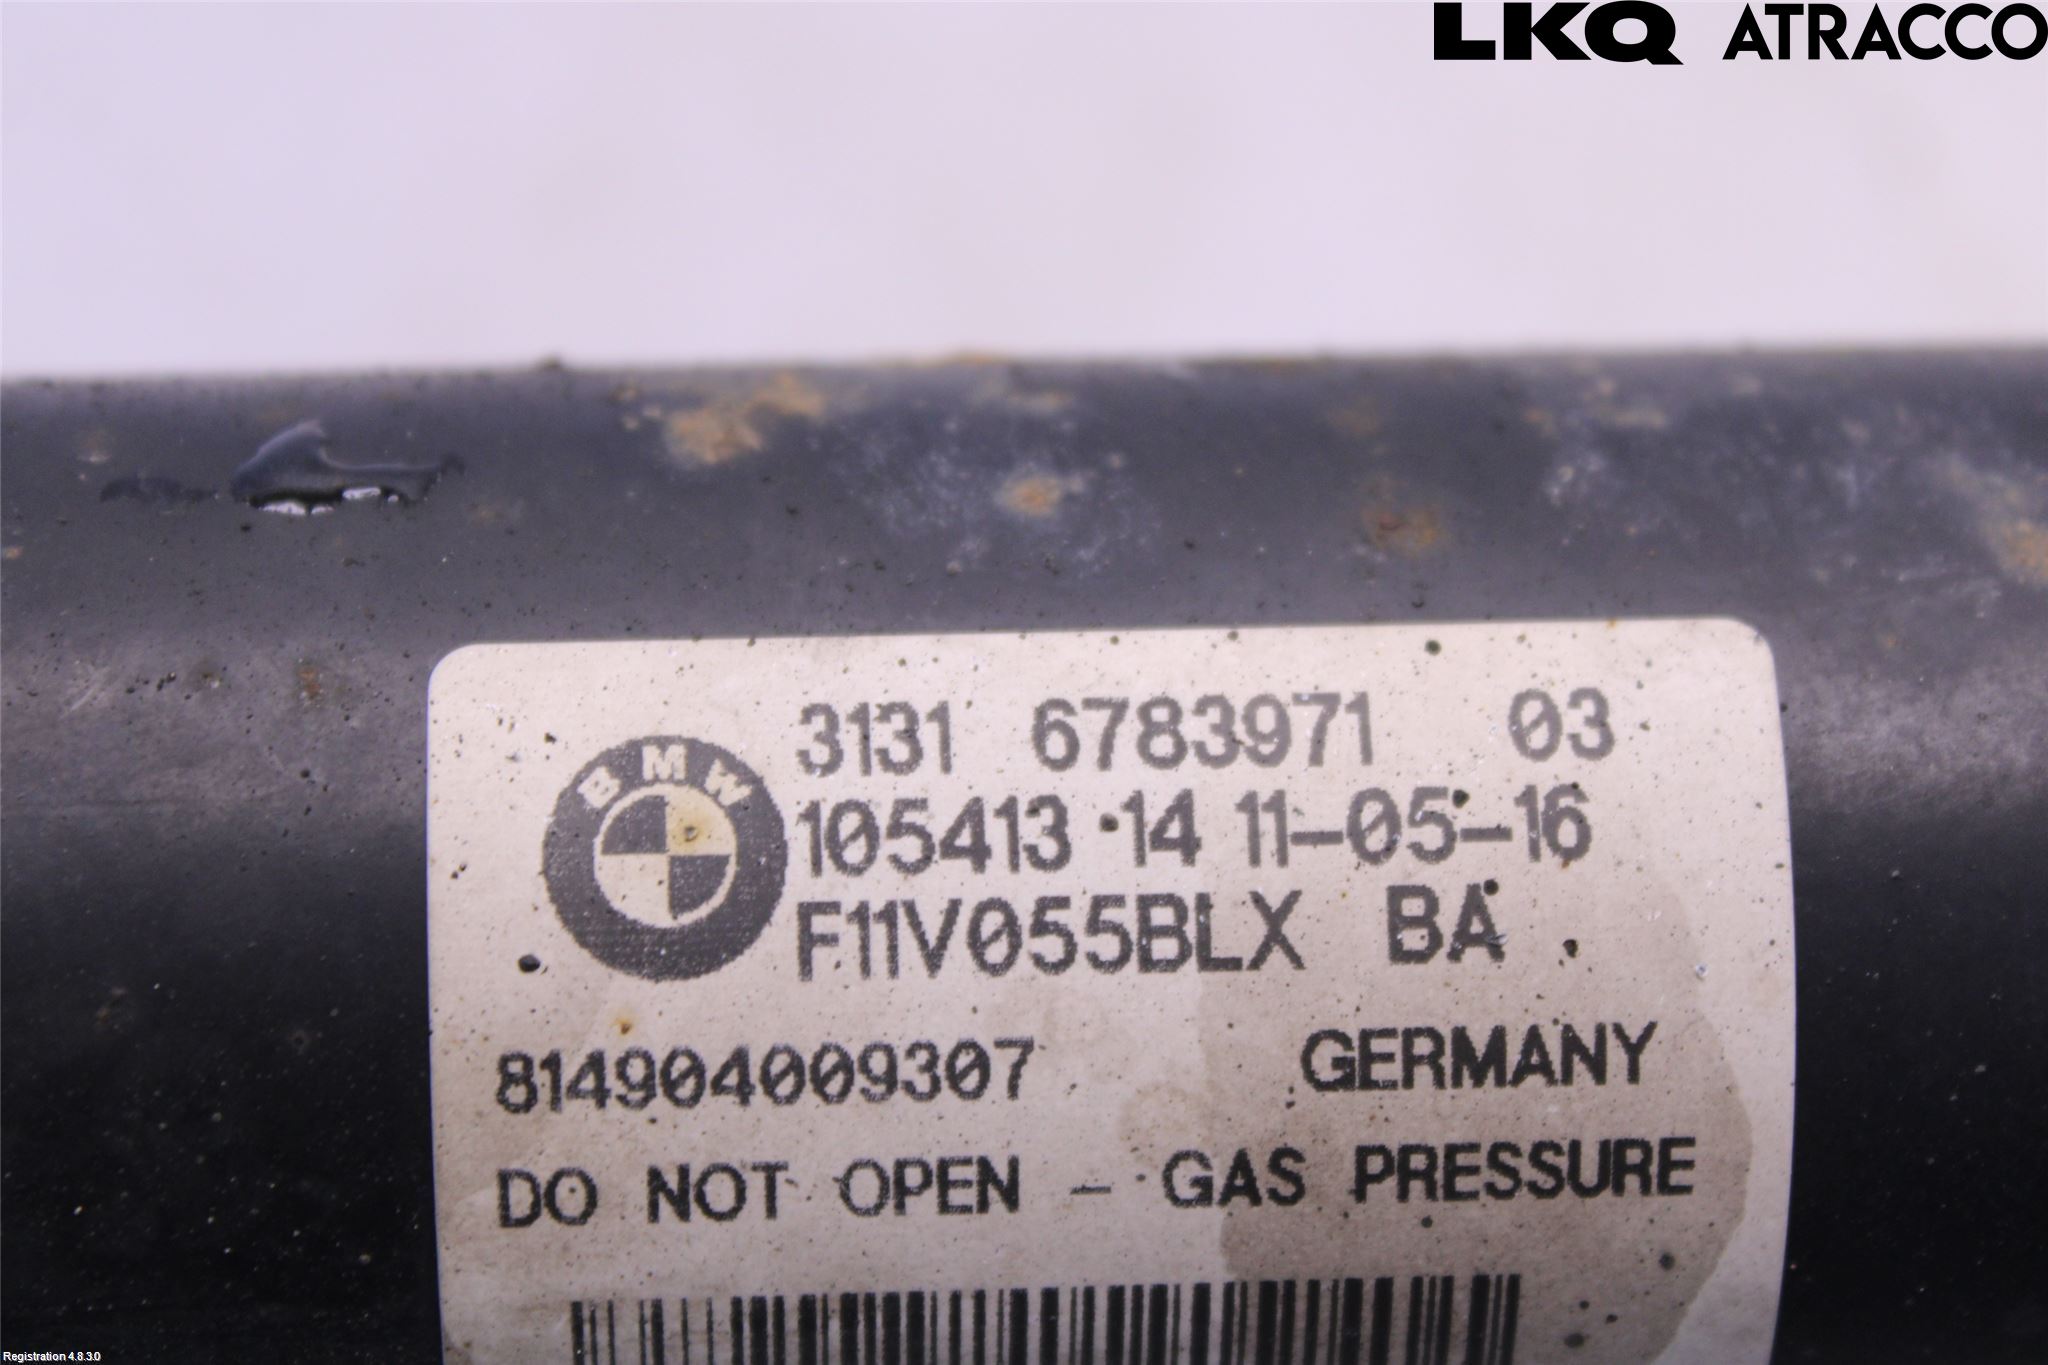 LKQ ATRACCO
3131 6783971 03
BMW
105413 14 11-05-16
F11V055BLX BA
814904009307 GERMANY
DO NOT OPEN - GAS PRESSURE
Registration 4.8.3.0